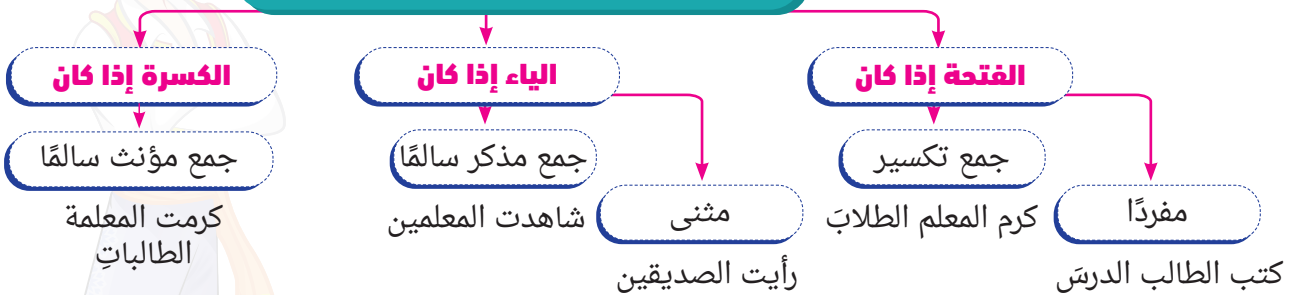 الفتحة إذا كان
الياء إذا كان
الكسرة إذا كان
مفردًا
جمع تكسير
مثنى
جمع مذكر سالمًا
جمع مؤنث سالمًا
كتب الطالب الدرسَ
كرم المعلم الطلابَ
رأيت الصديقين
شاهدت المعلمين
كرمت المعلمة
الطالباتِ